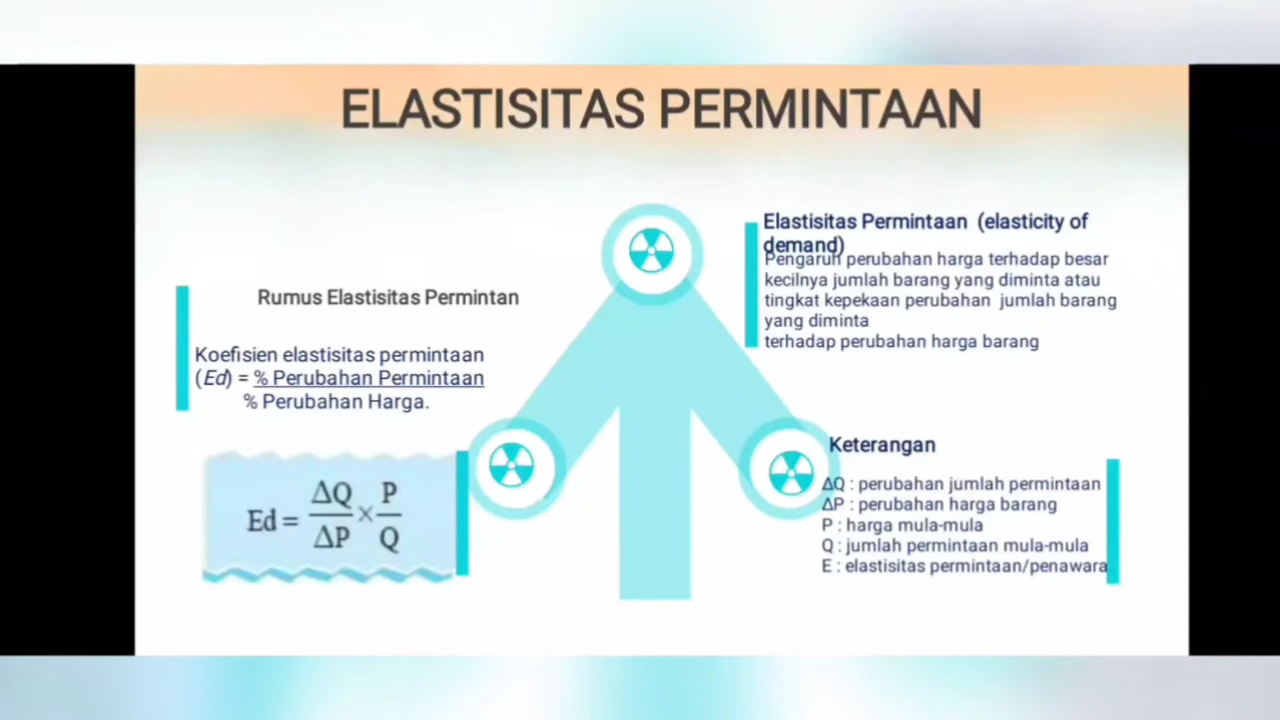 ELASTISITAS PERMINTAAN
Elastisitas Permintaan (elasticity of
demand)
Pengaruh perubahan harga terhadap besar
kecilnya jumlah barang yang diminta atau
tingkat kepekaan perubahan jumlah barang
yang diminta
terhadap perubahan harga barang
Rumus Elastisitas Permintan
Koefisien elastisitas permintaan
(Ed) = % Perubahan Permintaan
% Perubahan Harga.
Ed = ΔQ/ΔP × P/Q
Keterangan
ΔQ : perubahan jumlah permintaan
ΔP : perubahan harga barang
P : harga mula-mula
Q : jumlah permintaan mula-mula
E : elastisitas permintaan/penawara